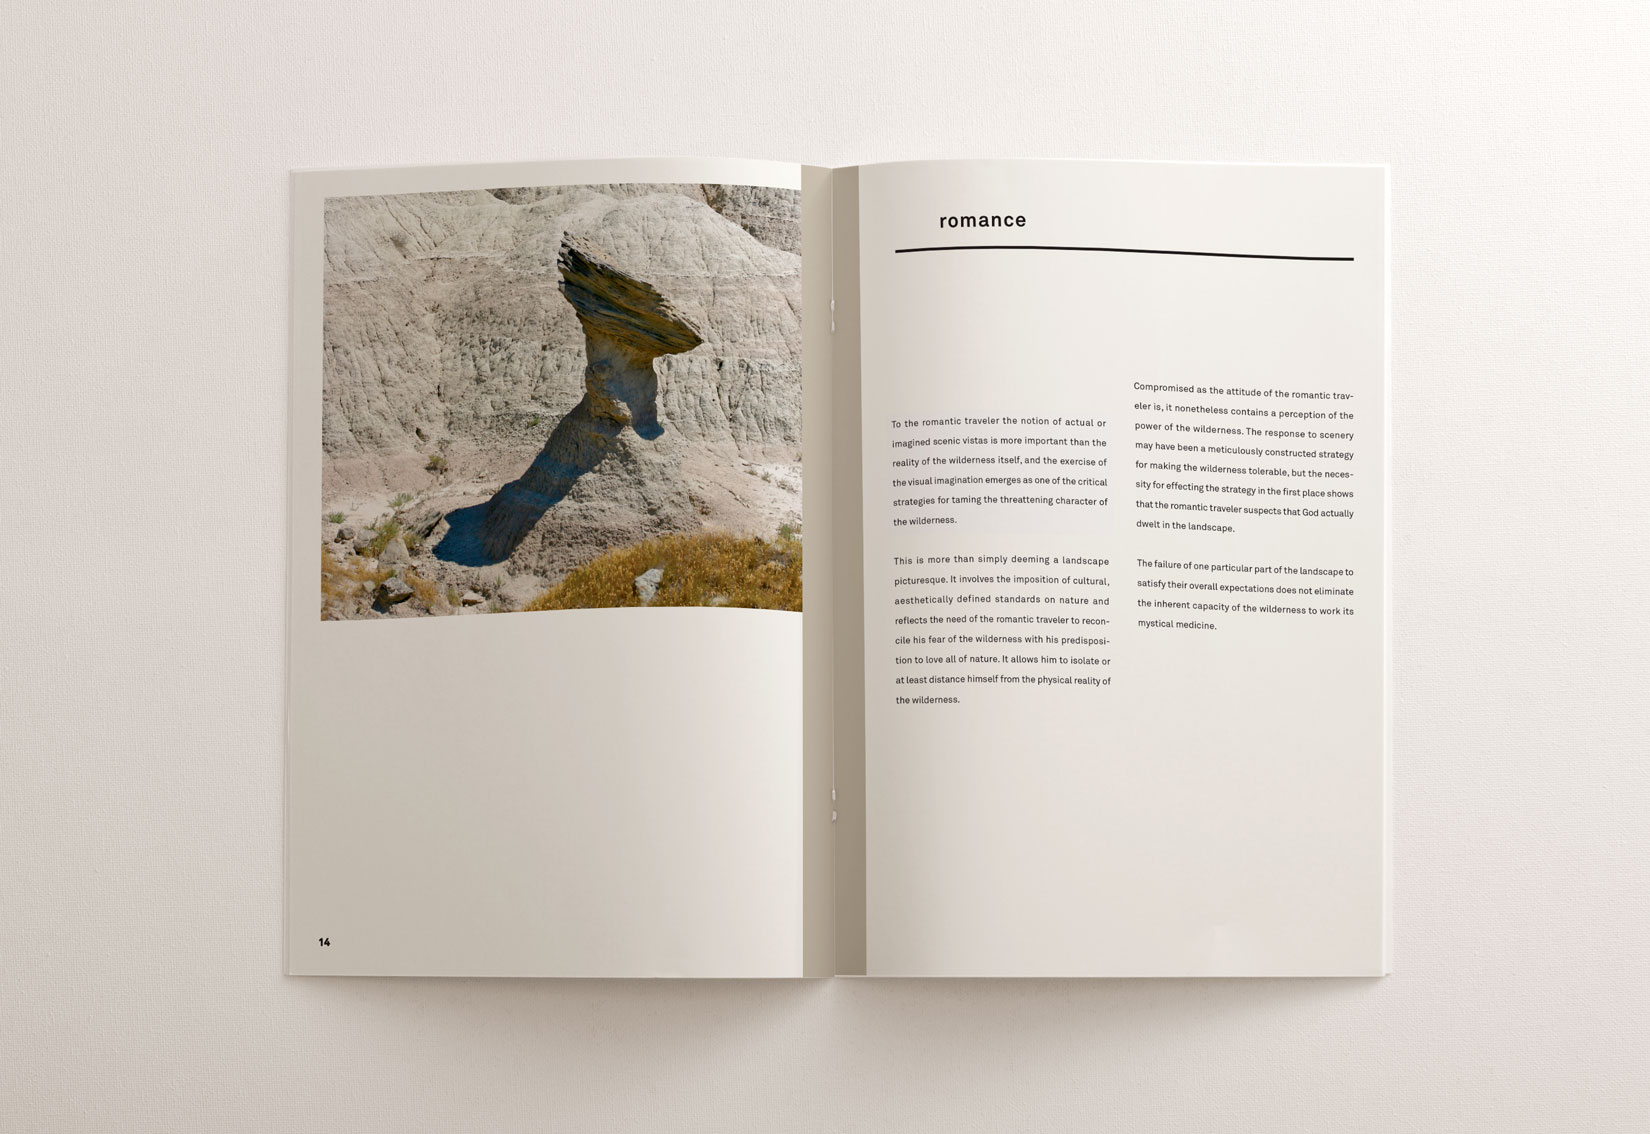 romance
To the romantic traveler the notion of actual or
imagined scenic vistas is more important than the
reality of the wilderness itself, and the exercise of
the visual imagination emerges as one of the critical
strategies for taming the threattening character of
the wilderness.
This is more than simply deeming a landscape
picturesque. It involves the imposition of cultural,
aesthetically defined standards on nature and
reflects the need of the romantic traveler to recon-
cile his fear of the wilderness with his predisposi-
tion to love all of nature. It allows him to isolate or
at least distance himself from the physical reality of
the wilderness.
Compromised as the attitude of the romantic trav-
eler is, it nonetheless contains a perception of the
power of the wilderness. The response to scenery
may have been a meticulously constructed strategy
for making the wilderness tolerable, but the neces-
sity for effecting the strategy in the first place shows
that the romantic traveler suspects that God actually
dwelt in the landscape.
The failure of one particular part of the landscape to
satisfy their overall expectations does not eliminate
the inherent capacity of the wilderness to work its
mystical medicine.
14